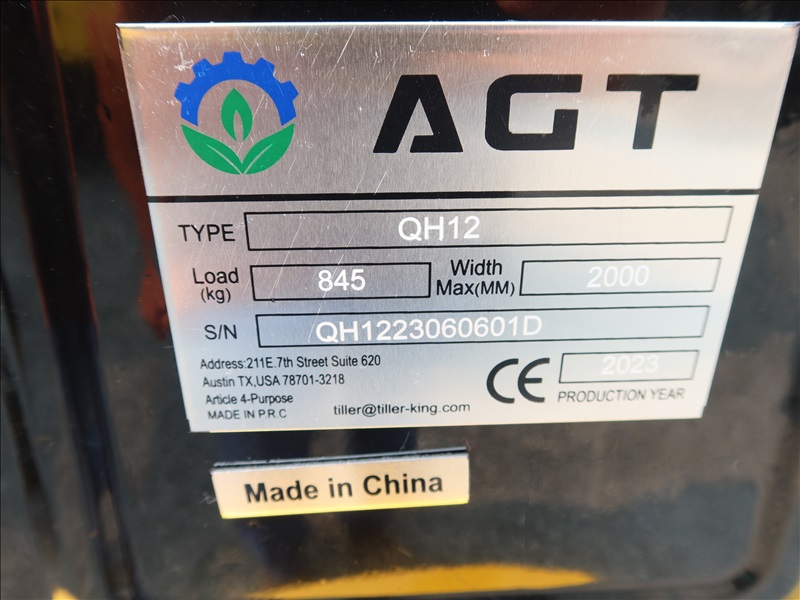 AGT
TYPE QH12
Load (kg) 845 Width Max(MM) 2000
S/N QH1223060601D
Address:211E.7th Street Suite 620
Austin TX,USA 78701-3218
Article 4-Purpose
MADE IN P.R.C
tiller@tiller-king.com
CE 2023
PRODUCTION YEAR
Made in China